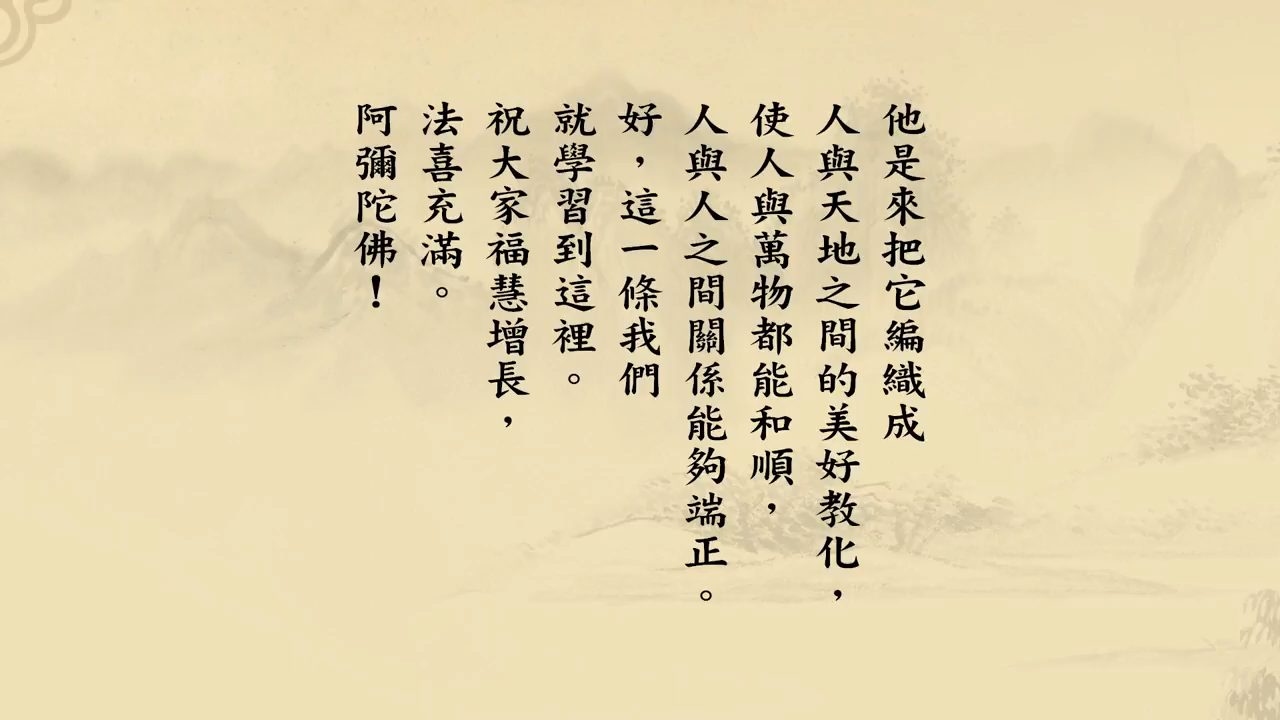 他是來把它編織成
人與天地之間的美好教化，
使人與萬物都能和順，
人與人之間關係能夠端正。
好，這一條我們
就學習到這裡。
祝大家福慧增長，
法喜充滿。
阿彌陀佛！